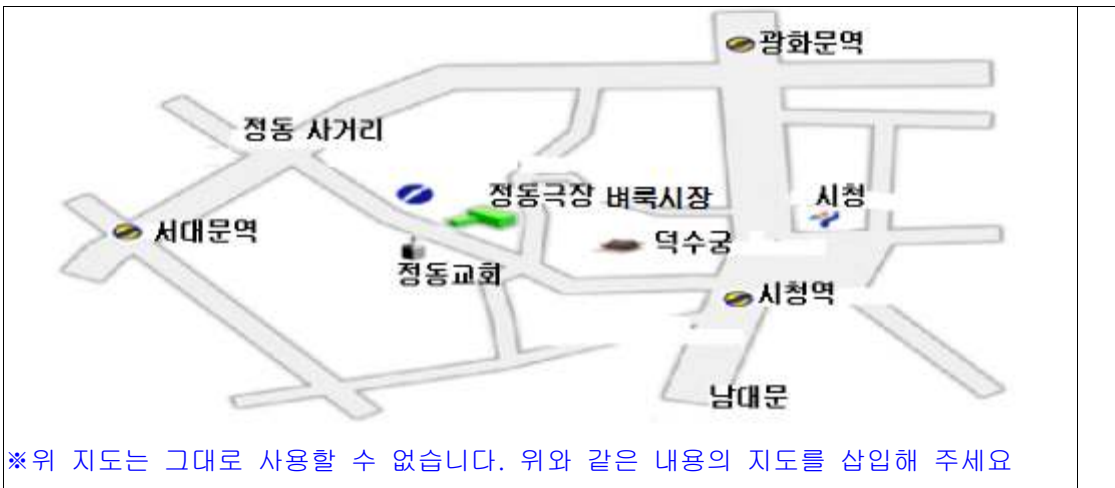 광화문역
정동 사거리
정동극장 벼룩시장 시청
서대문역
덕수궁
정동교회
시청역
남대문
※위 지도는 그대로 사용할 수 없습니다. 위와 같은 내용의 지도를 삽입해 주세요